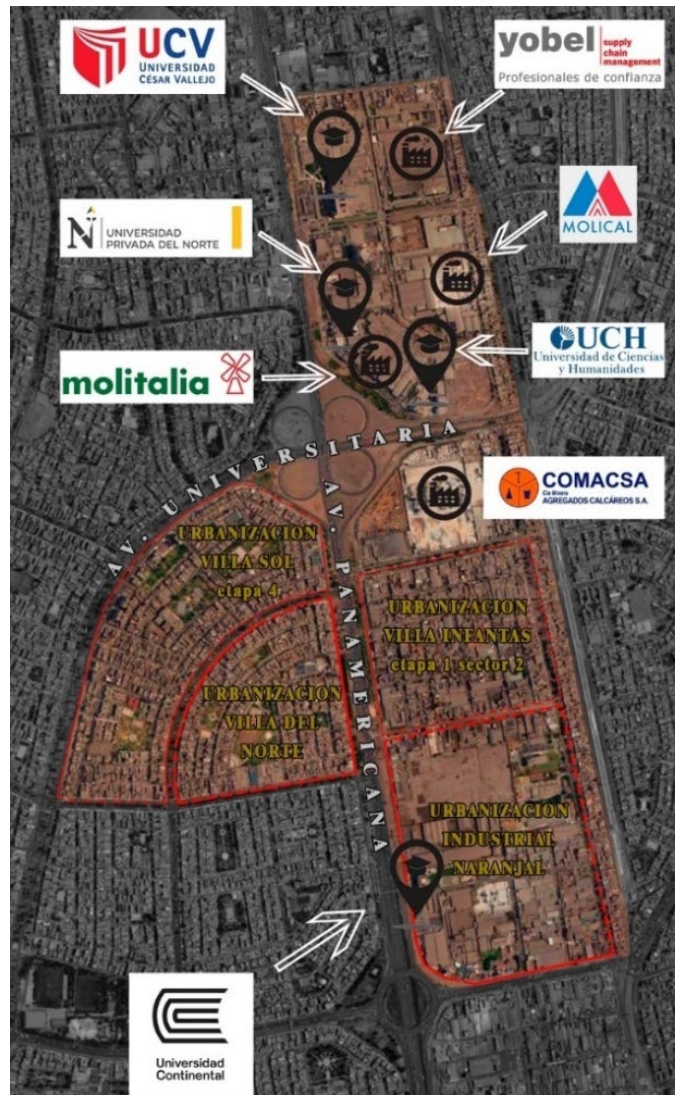 UCV
UNIVERSIDAD
CÉSAR VALLEJO
yobel
supply
chain
management
Profesionales de confianza
N
UNIVERSIDAD
PRIVADA DEL NORTE
MOLICAL
molitalia
UCH
Universidad de Ciencias
y Humanidades
AV. UNIVERSITARIA
COMACSA
Cia Minera
AGREGADOS CALCÁREOS S.A.
AV. PANAMERICANA
URBANIZACION
VILLA SOL
etapa 4
URBANIZACION
VILLA INFANTAS
etapa 1 sector 2
URBANIZACION
VILLA DEL
NORTE
URBANIZACION
INDUSTRIAL
NARANJAL
Universidad
Continental